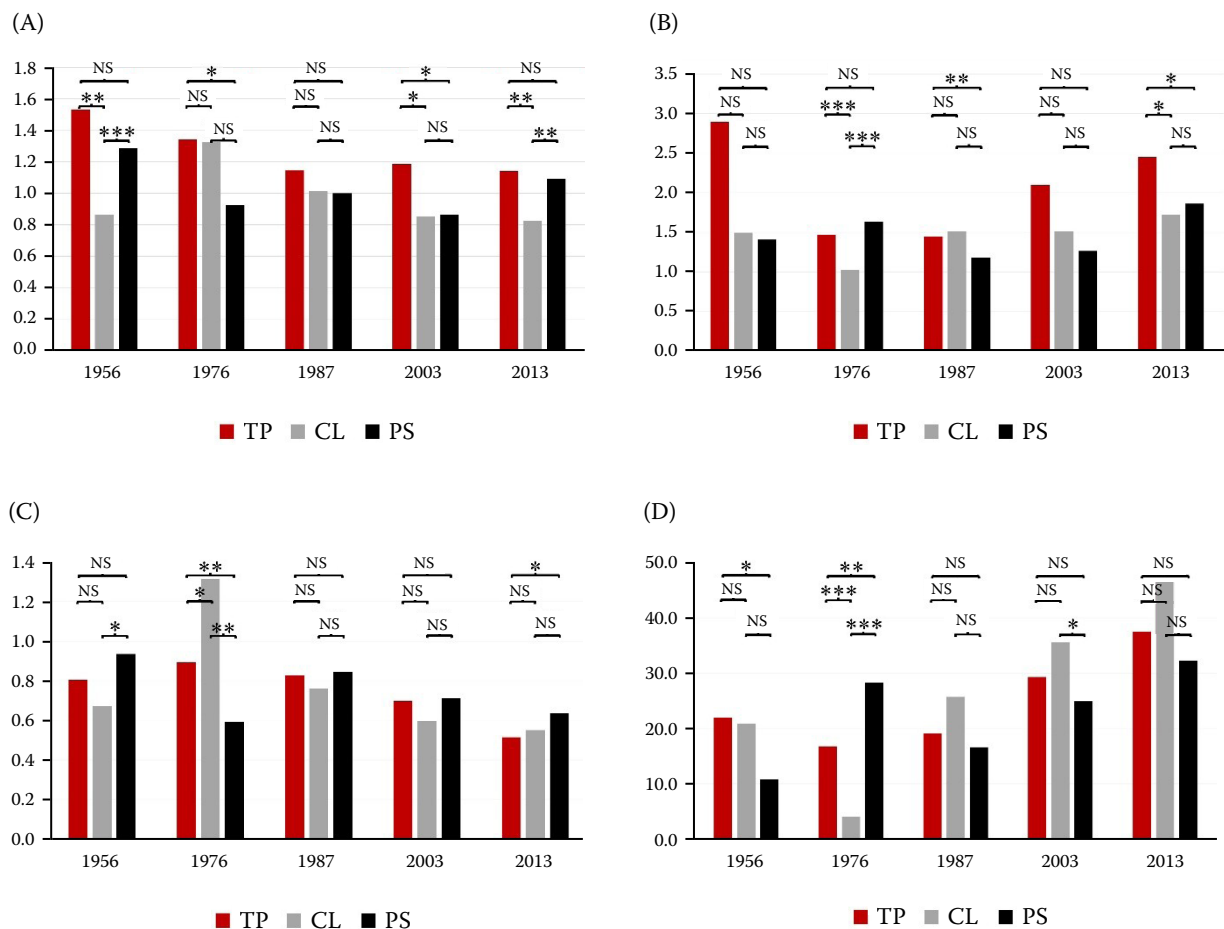 (A)
NS * NS * NS
** NS NS * **
*** NS NS NS **
1.8
1.6
1.4
1.2
1.0
0.8
0.6
0.4
0.2
0.0
1956 1976 1987 2003 2013
TP CL PS
(B)
NS NS ** NS *
NS *** NS NS *
NS *** NS NS NS
3.5
3.0
2.5
2.0
1.5
1.0
0.5
0.0
1956 1976 1987 2003 2013
TP CL PS
(C)
NS ** NS NS *
NS * NS NS NS
* ** NS NS NS
1.4
1.2
1.0
0.8
0.6
0.4
0.2
0.0
1956 1976 1987 2003 2013
TP CL PS
(D)
* ** NS NS NS
NS *** NS NS NS
NS *** NS * NS
50.0
40.0
30.0
20.0
10.0
0.0
1956 1976 1987 2003 2013
TP CL PS